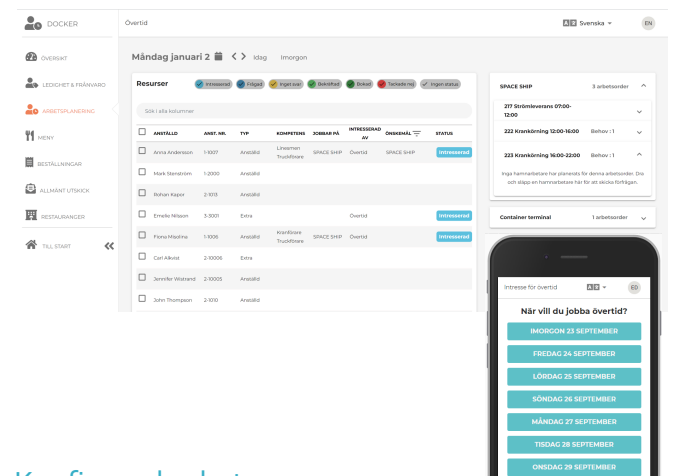 DOCKER
Övertid
Svenska
EN
ÖVERSIKT
LEDIGHET & FRÅNVARO
ARBETSPLANERING
MENY
BESTÄLLNINGAR
ALLMÄNT UTSKICK
RESTAURANGER
TILL START
Måndag januari 2 Idag Imorgon
Resurser Intresserad Frågad Inget svar Bekräftad Bokad Tackade nej Ingen status
Sök i alla kolumner
ANSTÄLLD ANST. NR. TYP KOMPETENS JOBBAR PÅ INTRESSERAD AV ÖNSKEMÅL STATUS
Anna Andersson 1-1007 Anställd Linesman Truckförare SPACE SHIP Övertid SPACE SHIP Intresserad
Mark Stenström 1-2000 Anställd
Rohan Kapor 2-1013 Anställd
Emelie Nilsson 3-3001 Extra Övertid Intresserad
Fiona Miselina 1-1006 Anställd Kranförare Truckförare SPACE SHIP Övertid Intresserad
Carl Allkvist 2-10006 Extra
Jennifer Wistrand 2-10005 Anställd
John Thompson 2-1010 Anställd
SPACE SHIP 3 arbetsorder
217 Strömleverans 07:00-
12:00
222 Krankörning 12:00-16:00 Behov : 1
223 Krankörning 16:00-22:00 Behov : 1
Inga hamnarbetare har planerats för denna arbetsorder. Dra
och släpp en hamnarbetare här för att skicka förfrågan.
Container terminal 1 arbetsorder
Intresse för övertid
EO
När vill du jobba övertid?
IMORGON 23 SEPTEMBER
FREDAG 24 SEPTEMBER
LÖRDAG 25 SEPTEMBER
SÖNDAG 26 SEPTEMBER
MÅNDAG 27 SEPTEMBER
TISDAG 28 SEPTEMBER
ONSDAG 29 SEPTEMBER